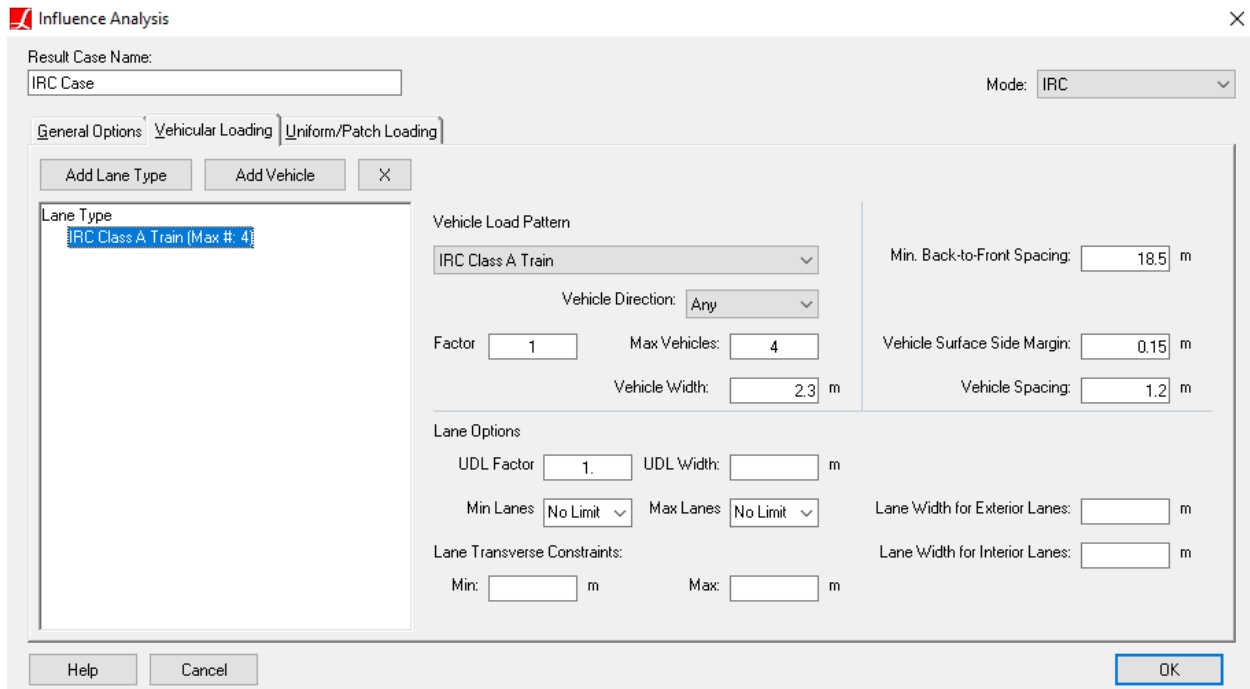 Influence Analysis
Result Case Name:
IRC Case
Mode: IRC
General Options Vehicular Loading Uniform/Patch Loading
Add Lane Type Add Vehicle X
Lane Type
IRC Class A Train (Max #: 4)
Vehicle Load Pattern
IRC Class A Train
Vehicle Direction: Any
Factor 1 Max Vehicles: 4
Vehicle Width: 2.3 m
Min. Back-to-Front Spacing: 18.5 m
Vehicle Surface Side Margin: 0.15 m
Vehicle Spacing: 1.2 m
Lane Options
UDL Factor 1. UDL Width: m
Min Lanes No Limit Max Lanes No Limit Lane Width for Exterior Lanes: m
Lane Transverse Constraints: Lane Width for Interior Lanes: m
Min: m Max: m
Help Cancel OK